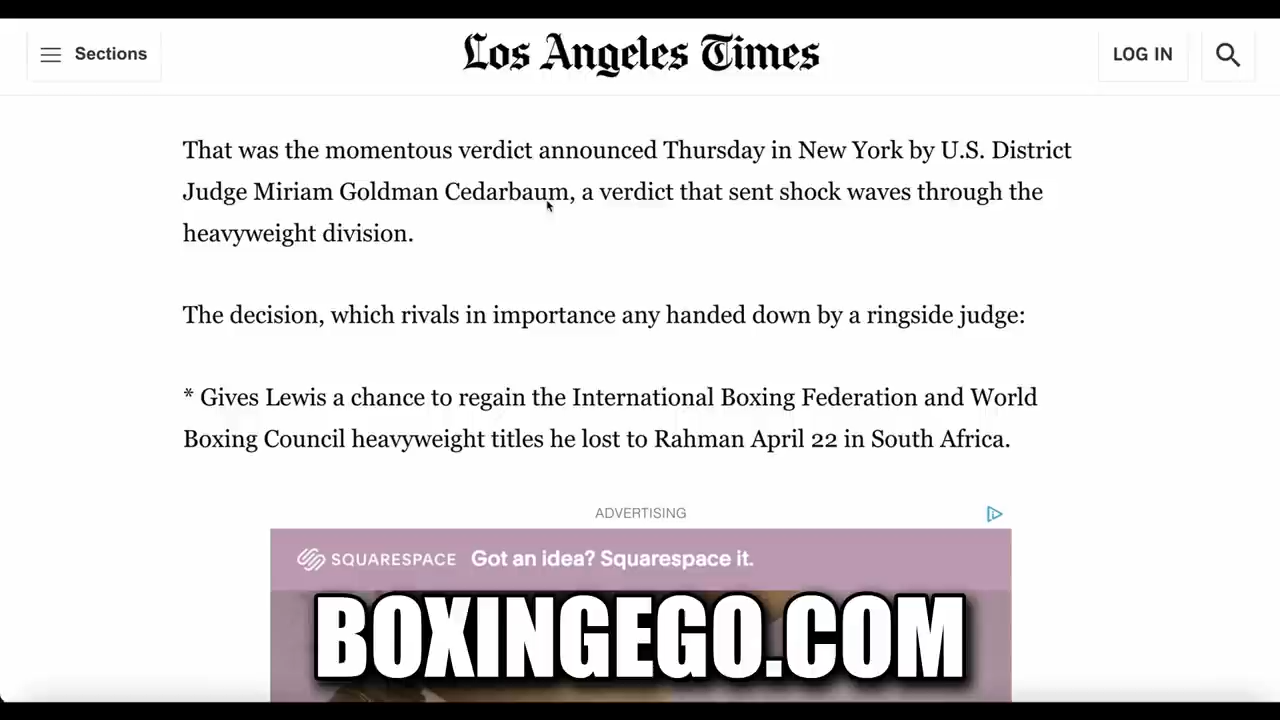 Sections
Los Angeles Times
LOG IN
That was the momentous verdict announced Thursday in New York by U.S. District
Judge Miriam Goldman Cedarbaum, a verdict that sent shock waves through the
heavyweight division.
The decision, which rivals in importance any handed down by a ringside judge:
* Gives Lewis a chance to regain the International Boxing Federation and World
Boxing Council heavyweight titles he lost to Rahman April 22 in South Africa.
ADVERTISING
SQUARESPACE Got an idea? Squarespace it.
BOXINGEGO.COM